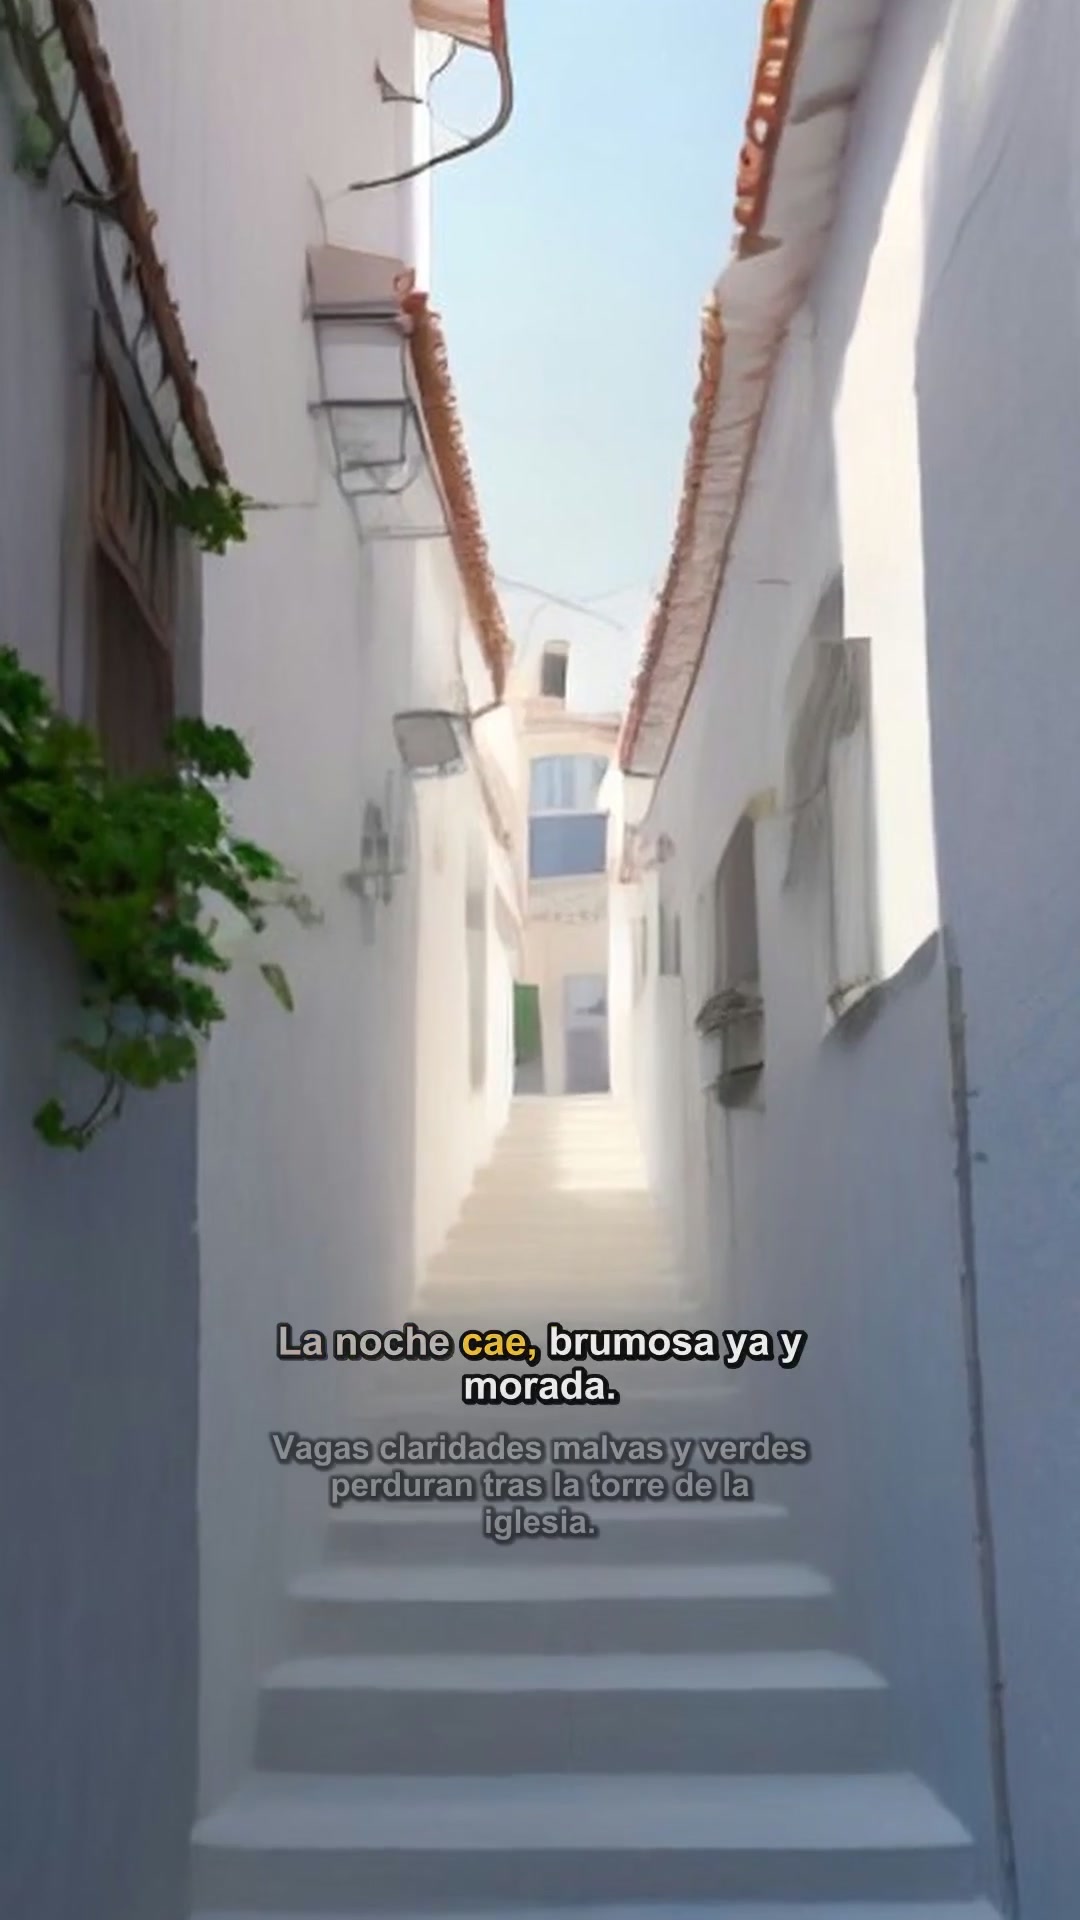 La noche cae, brumosa ya y
morada.
Vagas claridades malvas y verdes
perduran tras la torre de la
iglesia.